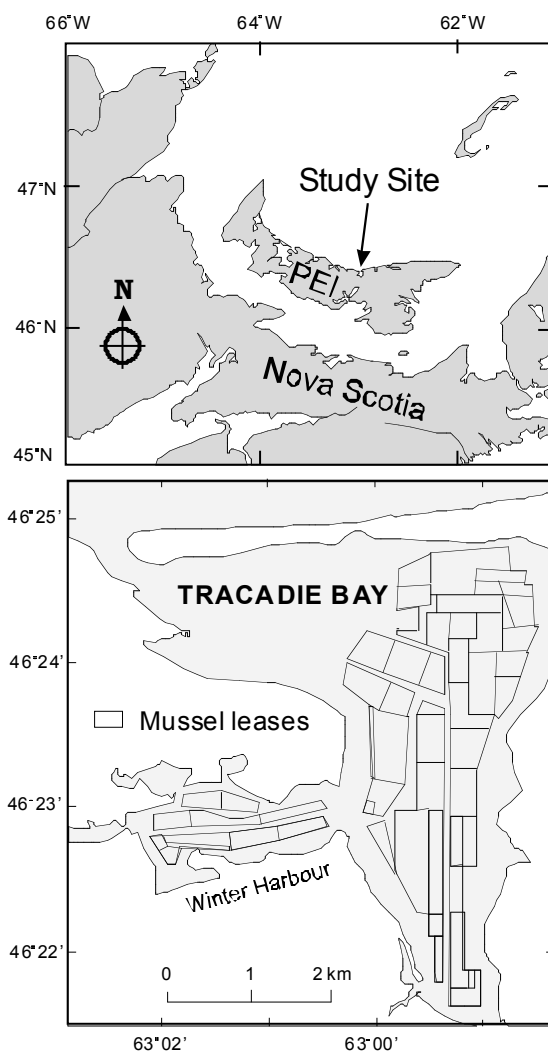 66°W 64°W 62°W
47°N
Study Site
PEI
N
46°N
Nova Scotia
45°N
46°25'
TRACADIE BAY
46°24'
Mussel leases
46°23'
Winter Harbour
46°22'
0 1 2 km
63°02' 63°00'